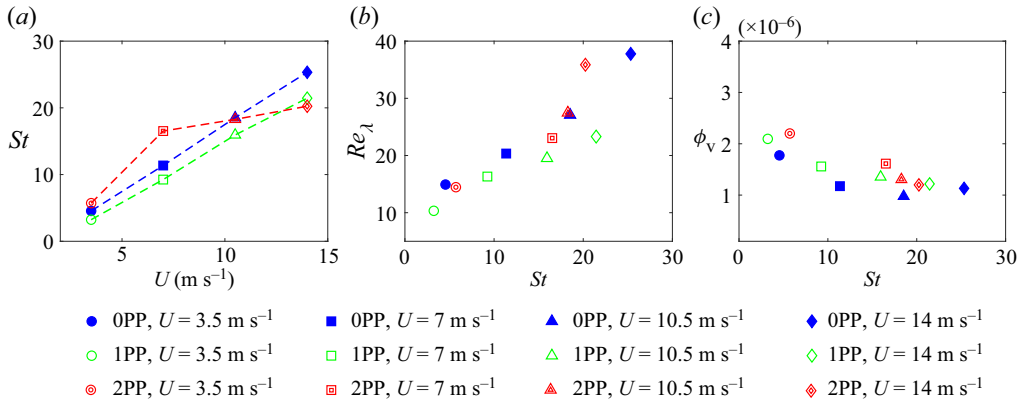 (a)
30
20
St
10
0
5
10
15
U (m s⁻¹)
(b)
40
30
Re_λ
20
10
0
10
20
30
St
(c)
(×10⁻⁶)
4
3
ϕ_v
2
1
0
10
20
30
St
0PP, U = 3.5 m s⁻¹
0PP, U = 7 m s⁻¹
0PP, U = 10.5 m s⁻¹
0PP, U = 14 m s⁻¹
1PP, U = 3.5 m s⁻¹
1PP, U = 7 m s⁻¹
1PP, U = 10.5 m s⁻¹
1PP, U = 14 m s⁻¹
2PP, U = 3.5 m s⁻¹
2PP, U = 7 m s⁻¹
2PP, U = 10.5 m s⁻¹
2PP, U = 14 m s⁻¹